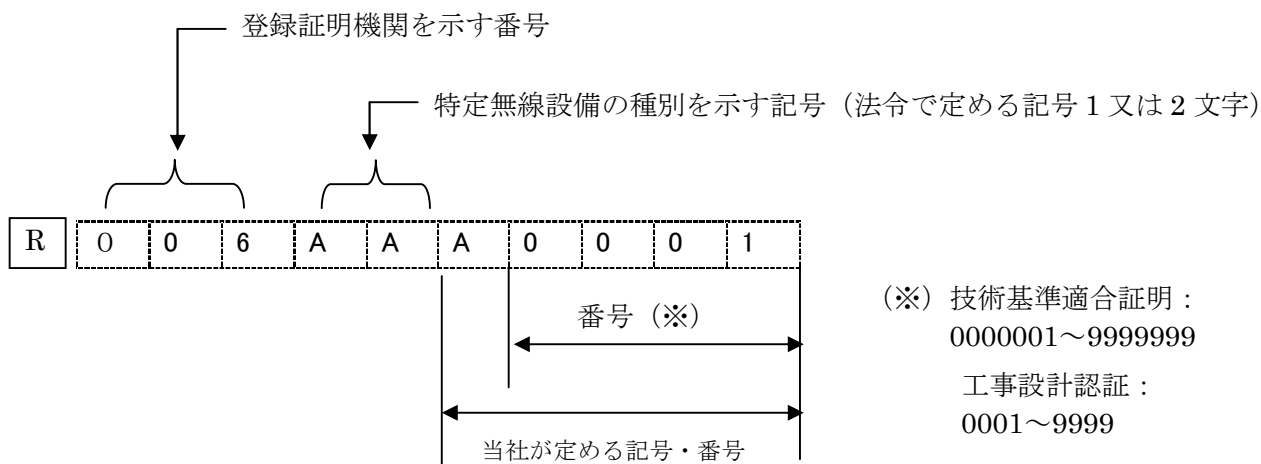 登録証明機関を示す番号
特定無線設備の種別を示す記号（法令で定める記号 1 又は 2 文字）
R 0 0 6 A A A 0 0 0 1
番号（※）
（※）技術基準適合証明：
0000001～9999999
工事設計認証：
0001～9999
当社が定める記号・番号